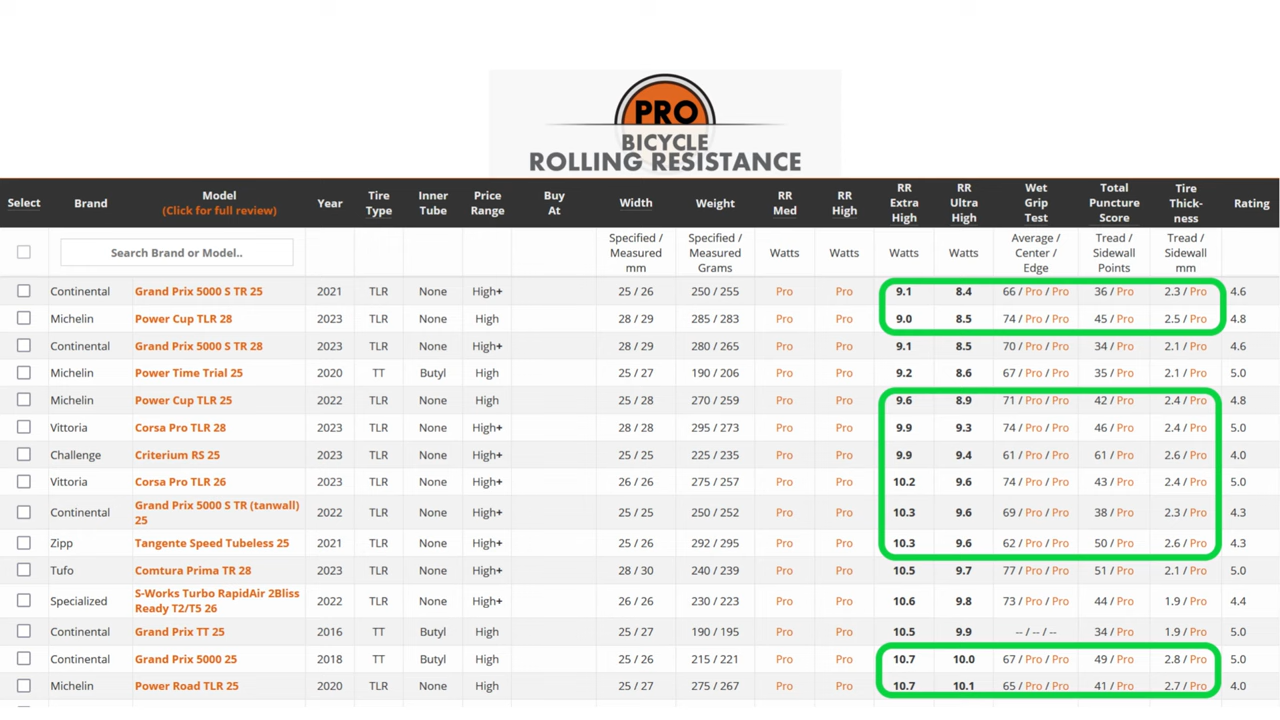 PRO
BICYCLE
ROLLING RESISTANCE
Select Brand Model (Click for full review) Year Tire Type Inner Tube Price Range Buy At Width Weight RR Med RR High RR Extra High RR Ultra High Wet Grip Test Total Puncture Score Tire Thick-ness Rating
Search Brand or Model.. Specified / Measured mm Specified / Measured Grams Watts Watts Watts Watts Average / Center / Edge Tread / Sidewall Points Tread / Sidewall mm
Continental Grand Prix 5000 S TR 25 2021 TLR None High+ 25 / 26 250 / 255 Pro Pro 9.1 8.4 66 / Pro / Pro 36 / Pro 2.3 / Pro 4.6
Michelin Power Cup TLR 28 2023 TLR None High 28 / 29 285 / 283 Pro Pro 9.0 8.5 74 / Pro / Pro 45 / Pro 2.5 / Pro 4.8
Continental Grand Prix 5000 S TR 28 2023 TLR None High+ 28 / 29 280 / 265 Pro Pro 9.1 8.5 70 / Pro / Pro 34 / Pro 2.1 / Pro 4.6
Michelin Power Time Trial 25 2020 TT Butyl High 25 / 27 190 / 206 Pro Pro 9.2 8.6 67 / Pro / Pro 35 / Pro 2.1 / Pro 5.0
Michelin Power Cup TLR 25 2022 TLR None High 25 / 28 270 / 259 Pro Pro 9.6 8.9 71 / Pro / Pro 42 / Pro 2.4 / Pro 4.8
Vittoria Corsa Pro TLR 28 2023 TLR None High+ 28 / 28 295 / 273 Pro Pro 9.9 9.3 74 / Pro / Pro 46 / Pro 2.4 / Pro 5.0
Challenge Criterium RS 25 2023 TLR None High+ 25 / 25 225 / 235 Pro Pro 9.9 9.4 61 / Pro / Pro 61 / Pro 2.6 / Pro 4.0
Vittoria Corsa Pro TLR 26 2023 TLR None High+ 26 / 26 275 / 257 Pro Pro 10.2 9.6 74 / Pro / Pro 43 / Pro 2.4 / Pro 5.0
Continental Grand Prix 5000 S TR (tanwall) 25 2022 TLR None High+ 25 / 25 250 / 252 Pro Pro 10.3 9.6 69 / Pro / Pro 38 / Pro 2.3 / Pro 4.3
Zipp Tangente Speed Tubeless 25 2021 TLR None High+ 25 / 26 292 / 295 Pro Pro 10.3 9.6 62 / Pro / Pro 50 / Pro 2.6 / Pro 4.3
Tufo Comtura Prima TR 28 2023 TLR None High+ 28 / 30 240 / 239 Pro Pro 10.5 9.7 77 / Pro / Pro 51 / Pro 2.1 / Pro 5.0
Specialized S-Works Turbo RapidAir 2Bliss Ready T2/T5 26 2022 TLR None High+ 26 / 26 230 / 223 Pro Pro 10.6 9.8 73 / Pro / Pro 44 / Pro 1.9 / Pro 4.4
Continental Grand Prix TT 25 2016 TT Butyl High 25 / 27 190 / 195 Pro Pro 10.5 9.9 -- / -- / -- 34 / Pro 1.9 / Pro 5.0
Continental Grand Prix 5000 25 2018 TT Butyl High 25 / 26 215 / 221 Pro Pro 10.7 10.0 67 / Pro / Pro 49 / Pro 2.8 / Pro 5.0
Michelin Power Road TLR 25 2020 TLR None High 25 / 27 275 / 267 Pro Pro 10.7 10.1 65 / Pro / Pro 41 / Pro 2.7 / Pro 4.0